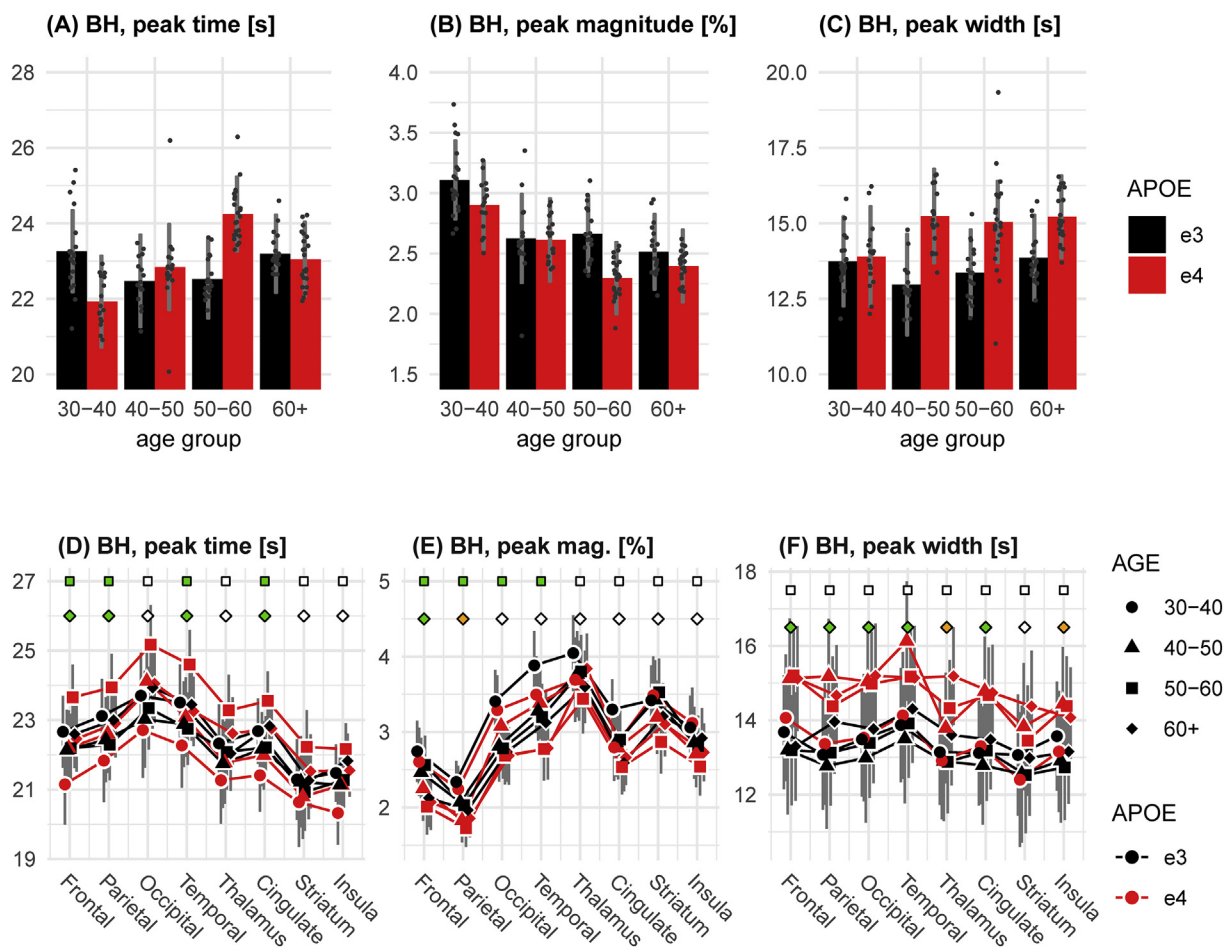 (A) BH, peak time [s]
(B) BH, peak magnitude [%]
(C) BH, peak width [s]
28
26
24
22
20
30−40
40−50
50−60
60+
age group
4.0
3.5
3.0
2.5
2.0
1.5
30−40
40−50
50−60
60+
age group
20.0
17.5
15.0
12.5
10.0
30−40
40−50
50−60
60+
age group
APOE
e3
e4
(D) BH, peak time [s]
(E) BH, peak mag. [%]
(F) BH, peak width [s]
27
25
23
21
19
Frontal
Parietal
Occipital
Temporal
Thalamus
Cingulate
Striatum
Insula
5
4
3
2
Frontal
Parietal
Occipital
Temporal
Thalamus
Cingulate
Striatum
Insula
18
16
14
12
Frontal
Parietal
Occipital
Temporal
Thalamus
Cingulate
Striatum
Insula
AGE
30−40
40−50
50−60
60+
APOE
e3
e4